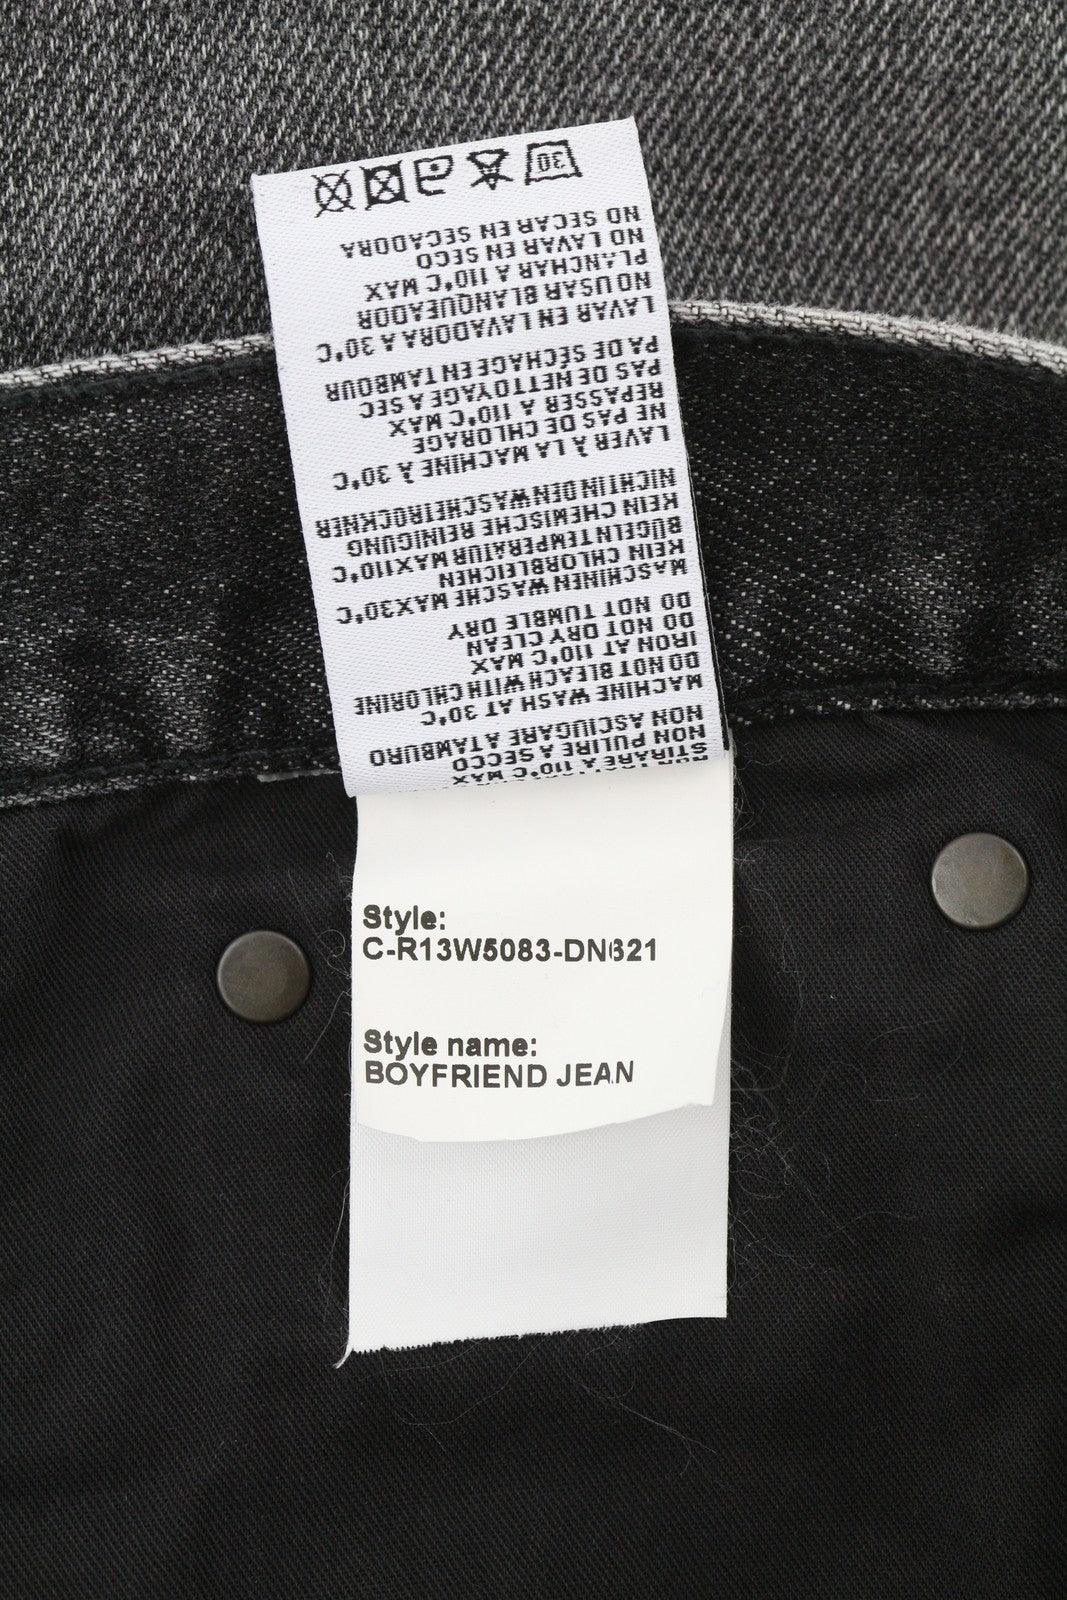 STIRARE A 110°C MAX
NON PULIRE A SECCO
NON ASCIUGARE A TAMBURO
MACHINE WASH AT 30°C
DO NOT BLEACH WITH CHLORINE
IRON AT 110°C MAX
DO NOT DRY CLEAN
DO NOT TUMBLE DRY
MASCHINEN WASCHE MAX30°C
KEIN CHLORBLEICHEN
BÜGELN TEMPERATUR MAX110°C
KEIN CHEMISCHE REINIGUNG
NICHT IN DEN WASCHETROCKNER
LAVER À LA MACHINE À 30°C
NE PAS DE CHLORAGE
REPASSER A 110°C MAX
PAS DE NETTOYAGE A SEC
PA DE SÉCHAGE EN TAMBOUR
LAVAR EN LAVADORA A 30°C
NO USAR BLANQUEADOR
PLANCHAR A 110°C MAX
NO LAVAR EN SECO
NO SECAR EN SECADORA
30
Style:
C-R13W5083-DN621
Style name:
BOYFRIEND JEAN